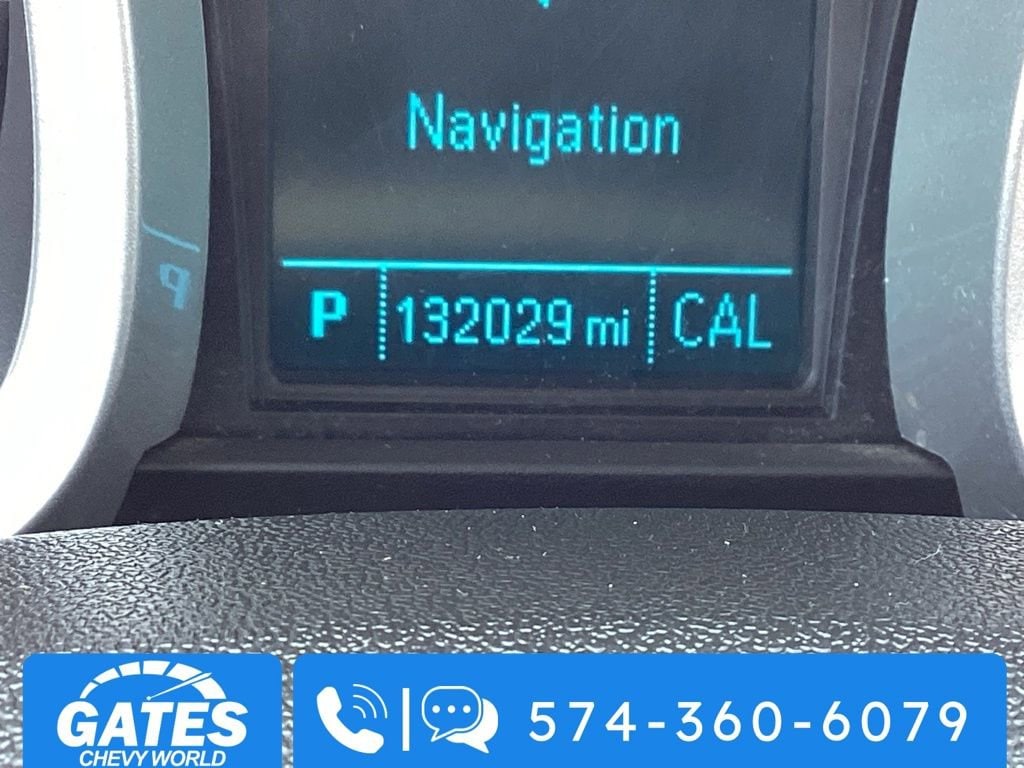 Navigation
P 132029 mi CAL
GATES
CHEVY WORLD
574-360-6079